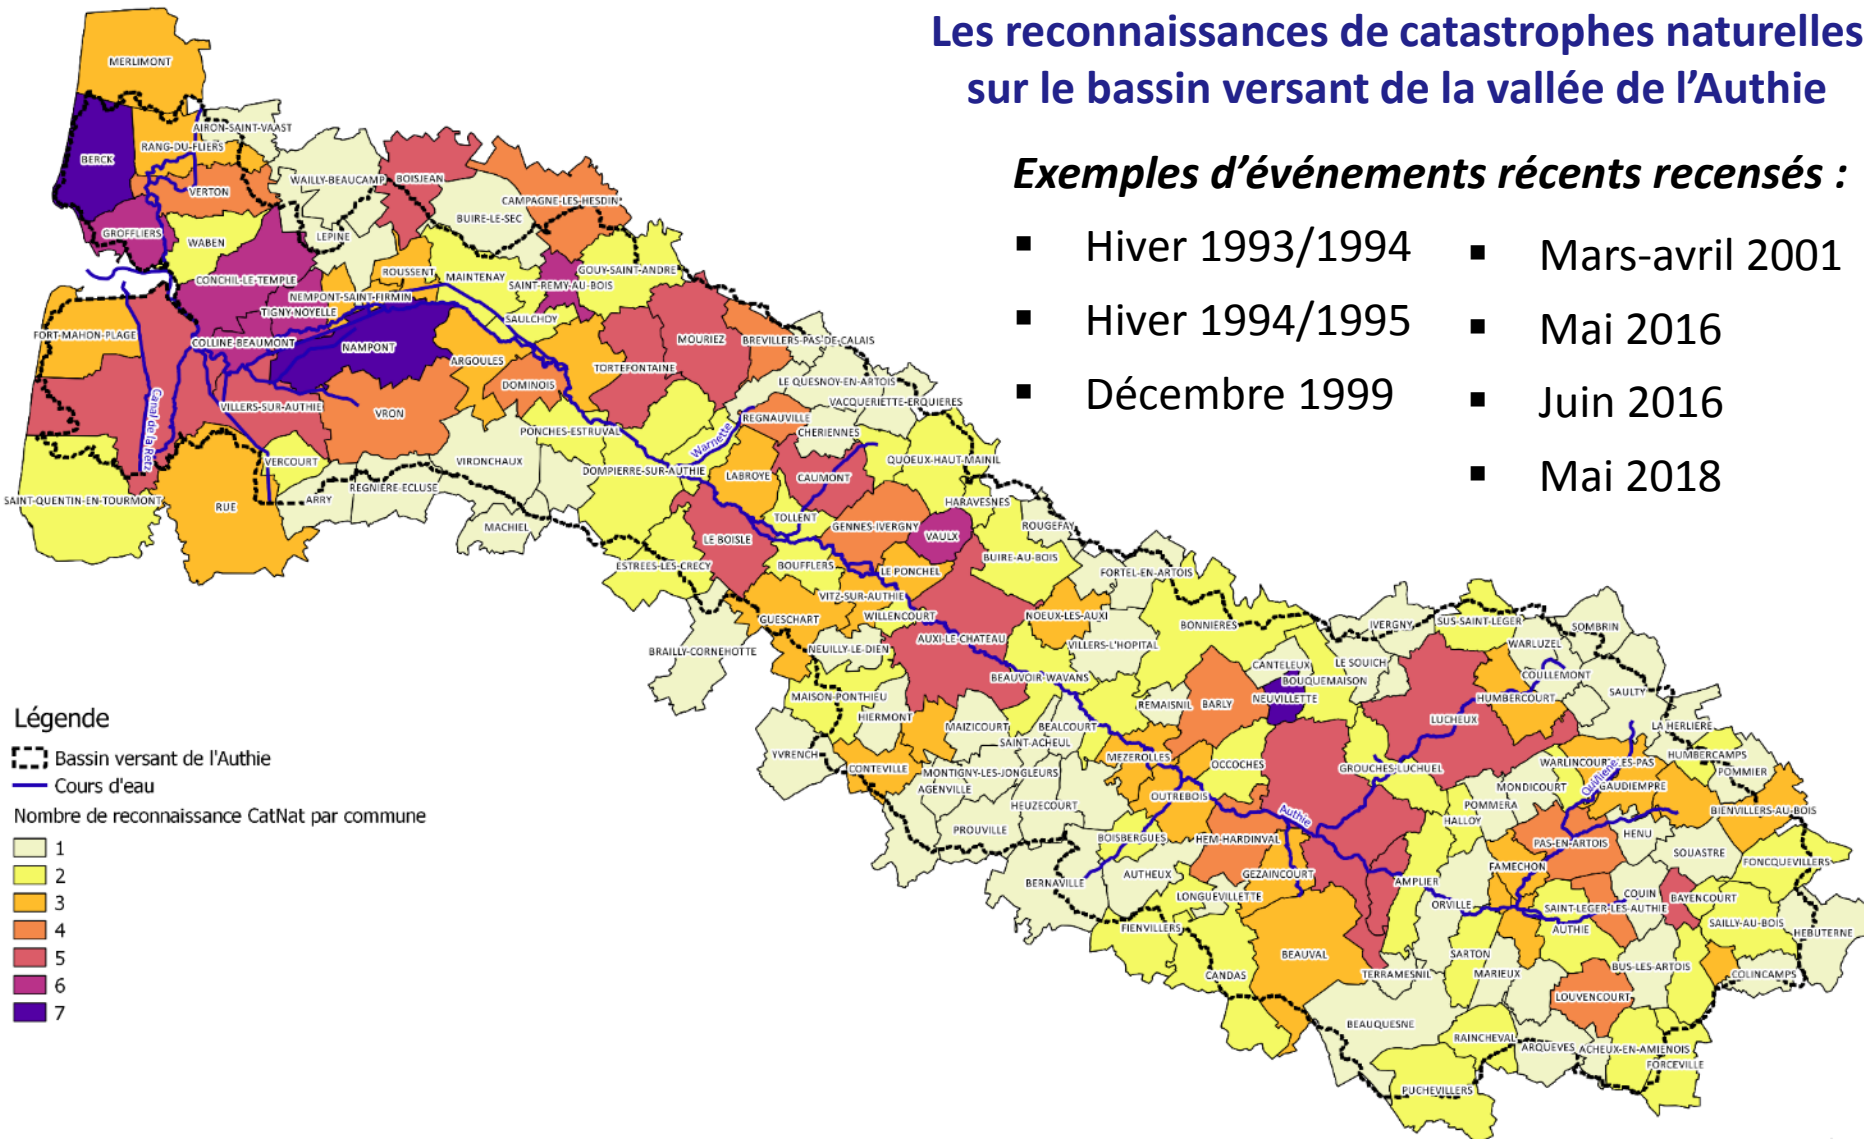 Les reconnaissances de catastrophes naturelles
sur le bassin versant de la vallée de l'Authie
Exemples d'événements récents recensés :
▪ Hiver 1993/1994
▪ Hiver 1994/1995
▪ Décembre 1999
▪ Mars-avril 2001
▪ Mai 2016
▪ Juin 2016
▪ Mai 2018
MERLIMONT
AIRON-SAINT-VAAST
RANG-DU-FLIERS
BERCK
VERTON
WAILLY-BEAUCAMP
BOISJEAN
CAMPAGNE-LES-HESDIN
BUIRE-LE-SEC
GROFFLIERS
WABEN
LEPINE
CONCHIL-LE-TEMPLE
ROUSSENT
MAINTENAY
GOUY-SAINT-ANDRE
SAINT-REMY-AU-BOIS
NEMPONT-SAINT-FIRMIN
TIGNY-NOYELLE
SAULCHOY
FORT-MAHON-PLAGE
COLLINE-BEAUMONT
NAMPONT
ARGOULES
MOURIEZ
BREVILLERS-PAS-DE-CALAIS
TORTEFONTAINE
DOMINOIS
LE QUESNOY-EN-ARTOIS
VACQUERIETTE-ERQUIERES
Canal de la Retz
VILLERS-SUR-AUTHIE
VRON
REGNAUVILLE
CHERIENNES
PONCHES-ESTRUVAL
Warnette
VERCOURT
VIRONCHAUX
DOMPIERRE-SUR-AUTHIE
LABROYE
CAUMONT
QUOEUX-HAUT-MAINIL
SAINT-QUENTIN-EN-TOURMONT
RUE
ARRY
REGNIERE-ECLUSE
HARAVESNES
MACHIEL
TOLLENT
GENNES-IVERGNY
VAULX
ROUGEFAY
LE BOISLE
BUIRE-AU-BOIS
ESTREES-LES-CRECY
BOUFFLERS
LE PONCHEL
FORTEL-EN-ARTOIS
VITZ-SUR-AUTHIE
GUESCHART
WILLENCOURT
NOEUX-LES-AUXI
BONNIERES
IVERGNY
SUS-SAINT-LEGER
SOMBRIN
AUXI-LE-CHATEAU
VILLERS-L'HOPITAL
WARLUZEL
BRAILLY-CORNEHOTTE
NEUILLY-LE-DIEN
CANTELEUX
LE SOUICH
COULLEMONT
BEAUVOIR-WAVANS
BOUQUEMAISON
MAISON-PONTHIEU
REMAISNIL
BARLY
NEUVILLETTE
HUMBERCOURT
SAULTY
HIERMONT
MAIZICOURT
BEALCOURT
LUCHEUX
LA HERLIERE
SAINT-ACHEUL
YVRENCH
MEZEROLLES
HUMBERCAMPS
CONTEVILLE
MONTIGNY-LES-JONGLEURS
OCCOCHES
GROUCHES-LUCHUEL
WARLINCOURT-LES-PAS
POMMIER
AGENVILLE
MONDICOURT
Quilliene
GAUDIEMPRE
OUTREBOIS
HEUZECOURT
POMMERA
BIENVILLERS-AU-BOIS
Authie
HALLOY
PROUVILLE
BOISBERGUES
HEM-HARDINVAL
PAS-EN-ARTOIS
HENU
SOUASTRE
FONCQUEVILLERS
BERNAVILLE
AUTHEUX
GEZAINCOURT
FAMECHON
AMPLIER
LONGUEVILLETTE
ORVILLE
COUIN
BAYENCOURT
SAINT-LEGER-LES-AUTHIE
FIENVILLERS
AUTHIE
SAILLY-AU-BOIS
HEBUTERNE
BEAUVAL
SARTON
CANDAS
TERRAMESNIL
MARIEUX
BUS-LES-ARTOIS
COLINCAMPS
LOUVENCOURT
BEAUQUESNE
RAINCHEVAL
ARQUEVES
ACHEUX-EN-AMIENOIS
FORCEVILLE
PUCHEVILLERS
Légende
Bassin versant de l'Authie
Cours d'eau
Nombre de reconnaissance CatNat par commune
1
2
3
4
5
6
7